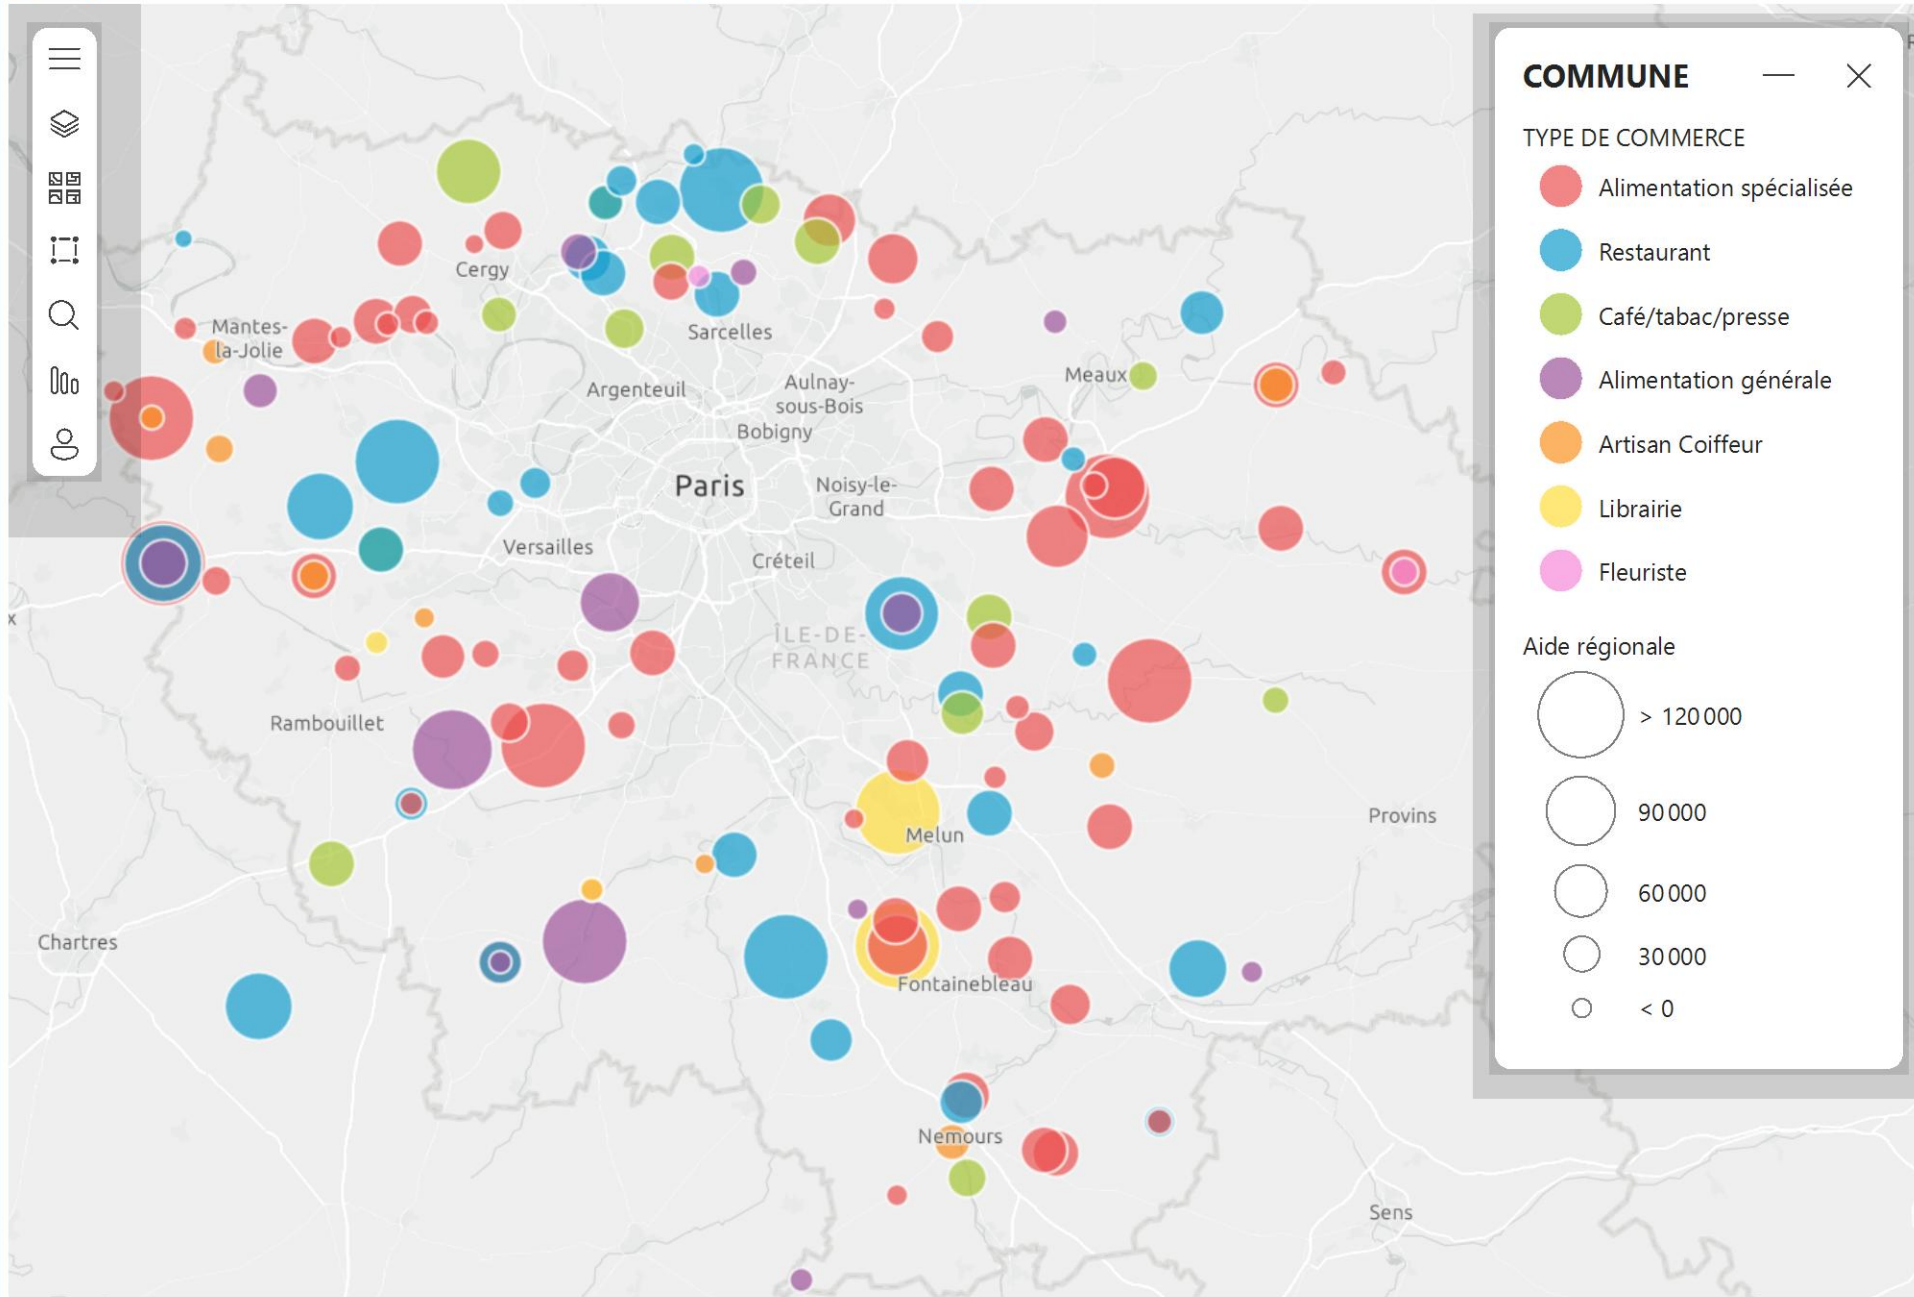 Cergy
Mantes-
la-Jolie
Sarcelles
Argenteuil
Aulnay-
sous-Bois
Bobigny
Meaux
Paris
Noisy-le-
Grand
Versailles
Créteil
ÎLE-DE-
FRANCE
Rambouillet
Melun
Provins
Chartres
Fontainebleau
Nemours
Sens
x
R
COMMUNE
TYPE DE COMMERCE
Alimentation spécialisée
Restaurant
Café/tabac/presse
Alimentation générale
Artisan Coiffeur
Librairie
Fleuriste
Aide régionale
> 120 000
90 000
60 000
30 000
< 0